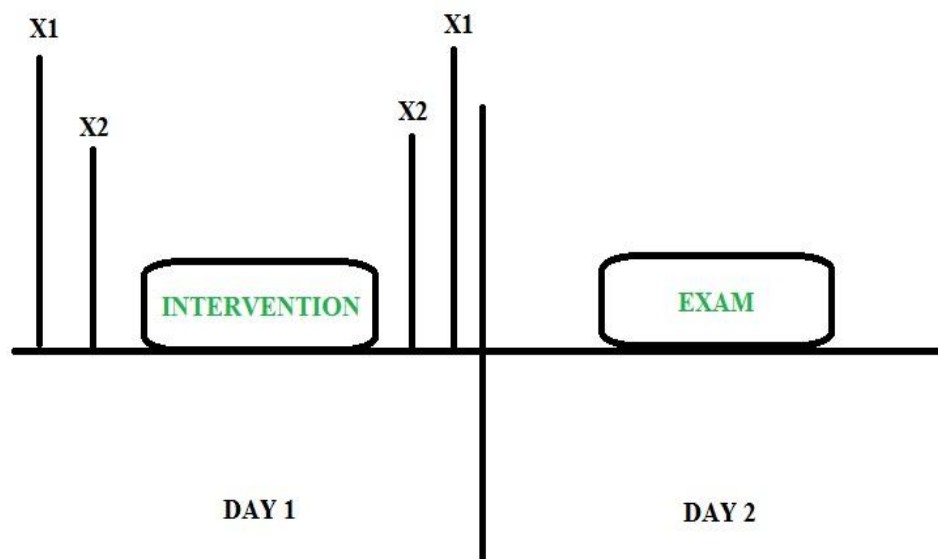 X1
X1
X2
X2
INTERVENTION
EXAM
DAY 1
DAY 2